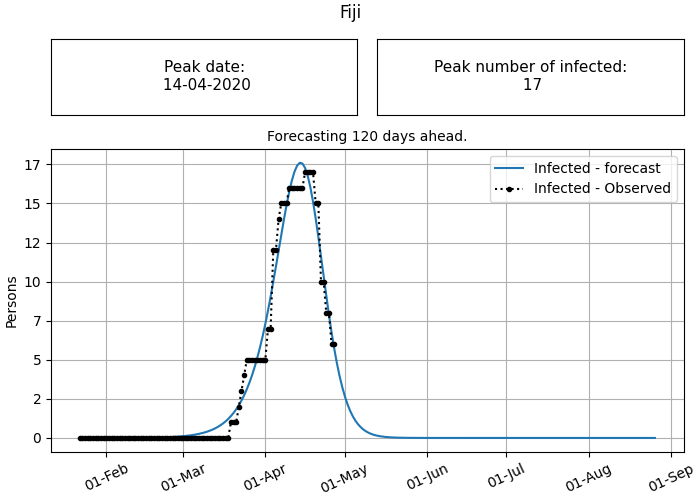 Fiji
Peak date:
14-04-2020
Peak number of infected:
17
Forecasting 120 days ahead.
Infected - forecast
Infected - Observed
Persons
17
15
12
10
7
5
2
0
01-Feb
01-Mar
01-Apr
01-May
01-Jun
01-Jul
01-Aug
01-Sep